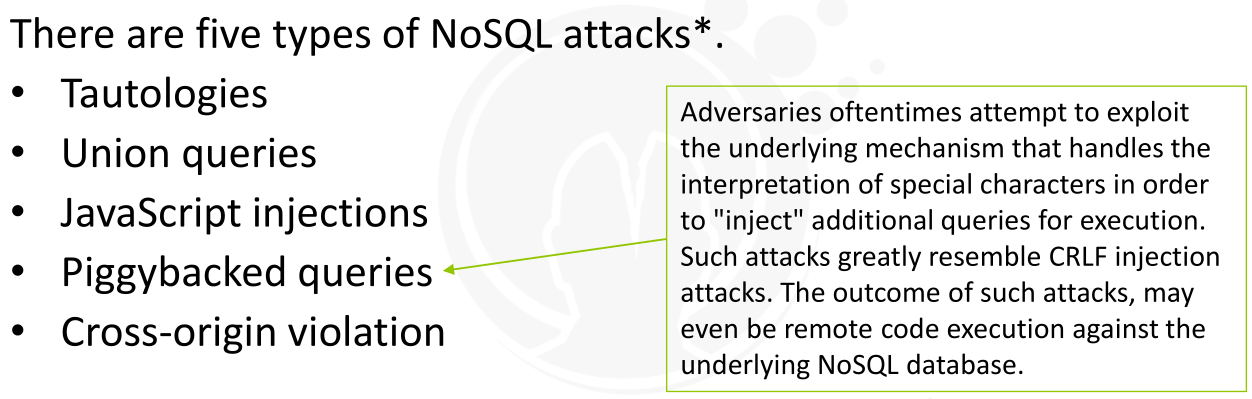 There are five types of NoSQL attacks*.
• Tautologies
• Union queries
• JavaScript injections
• Piggybacked queries
• Cross-origin violation
Adversaries oftentimes attempt to exploit
the underlying mechanism that handles the
interpretation of special characters in order
to "inject" additional queries for execution.
Such attacks greatly resemble CRLF injection
attacks. The outcome of such attacks, may
even be remote code execution against the
underlying NoSQL database.